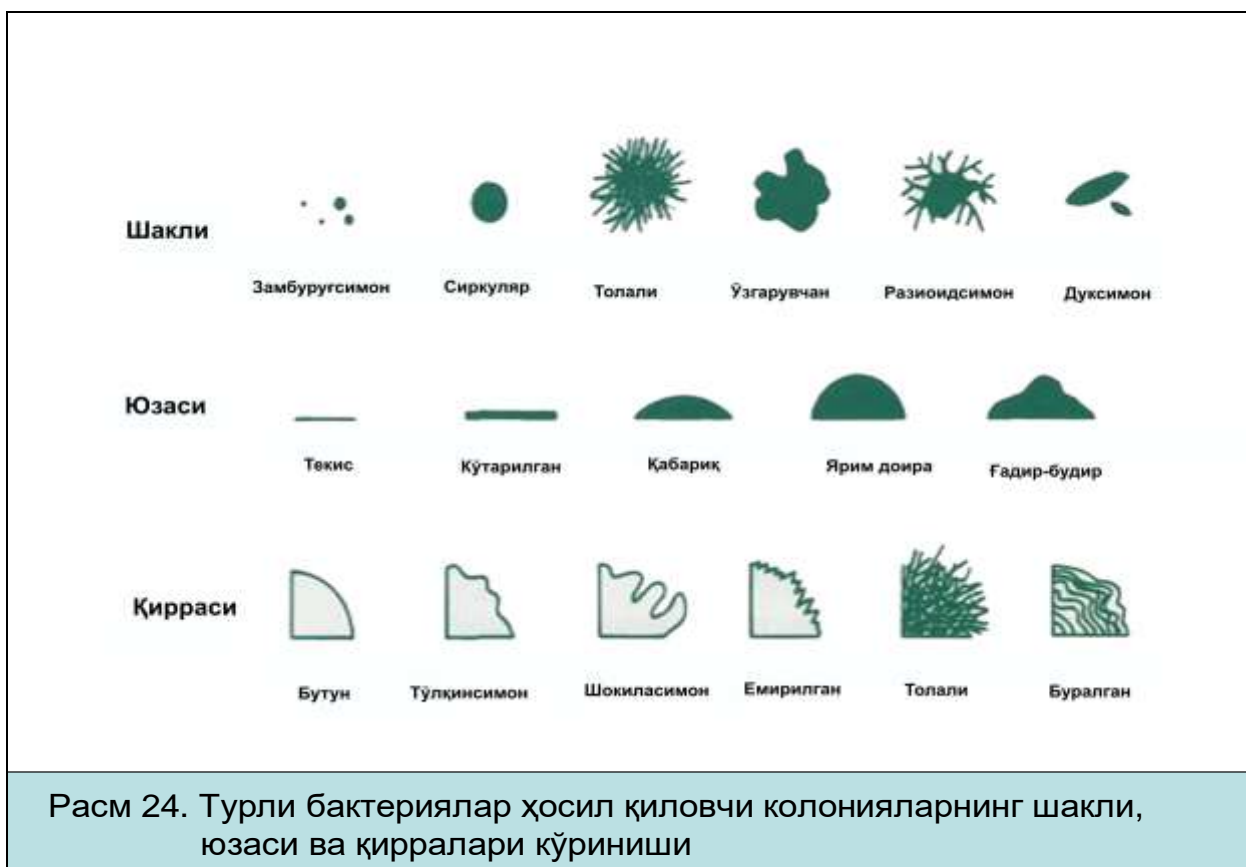 Шакли
Замбуруғсимон Сиркуляр Толали Ўзгарувчан Разиоидсимон Дуксимон
Юзаси
Текис Кўтарилган Қабариқ Ярим доира Ғадир-будир
Қирраси
Бутун Тўлқинсимон Шокиласимон Емирилган Толали Буралган
Расм 24. Турли бактериялар ҳосил қиловчи колонияларнинг шакли,
юзаси ва қирралари кўриниши